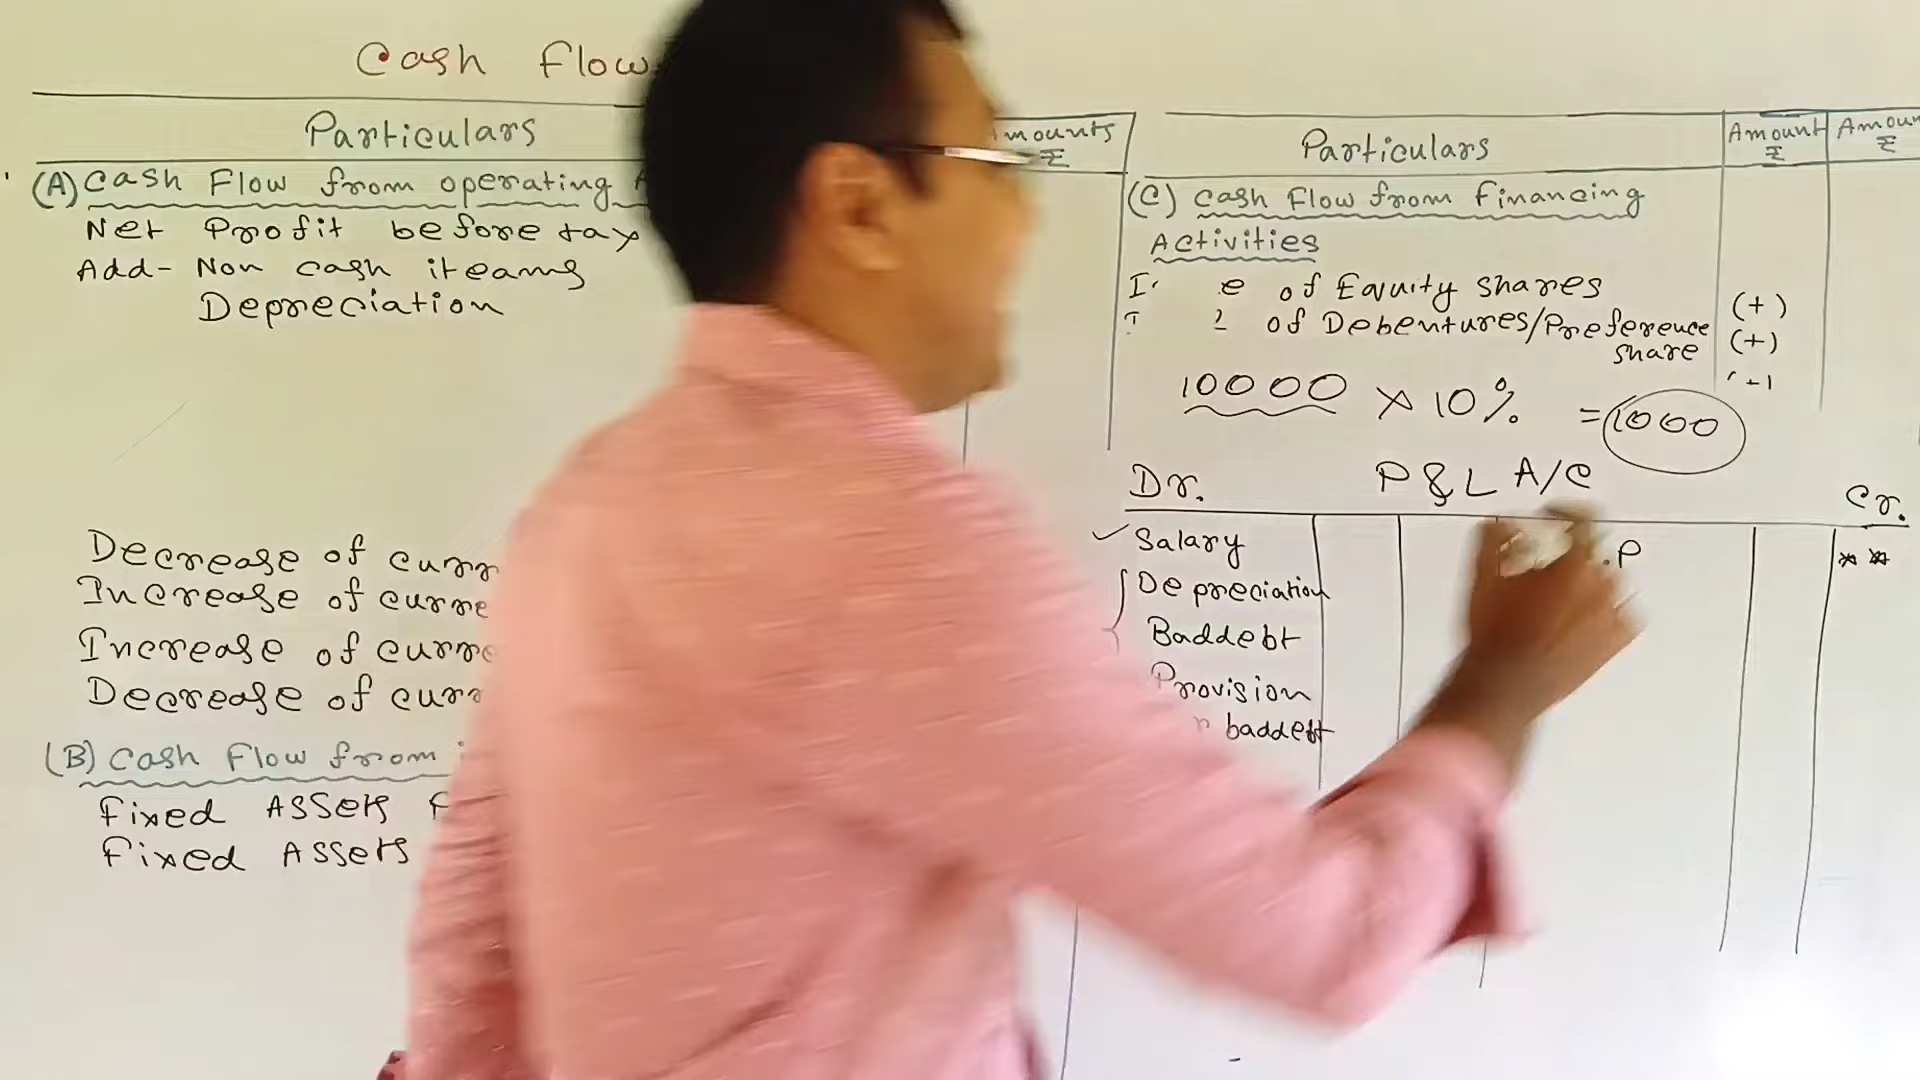 Cash Flow
Particulars
(A) Cash Flow from operating
Net Profit before tax
Add- Non cash iteams
Depreciation
Decrease of curr
Increase of curre
Increase of curre
Decrease of curr
(B) Cash Flow from
Fixed Assets
Fixed Assets
mounts
₹
Particulars
Amount
₹
Amoun
₹
(C) Cash Flow from Financing
Activities
of Equity shares (+)
of Debentures/Preference
share (+)
10000 × 10% = 1000
Dr. P & L A/C Cr.
✓ Salary .P **
Depreciation
Baddebt
Provision
baddebt